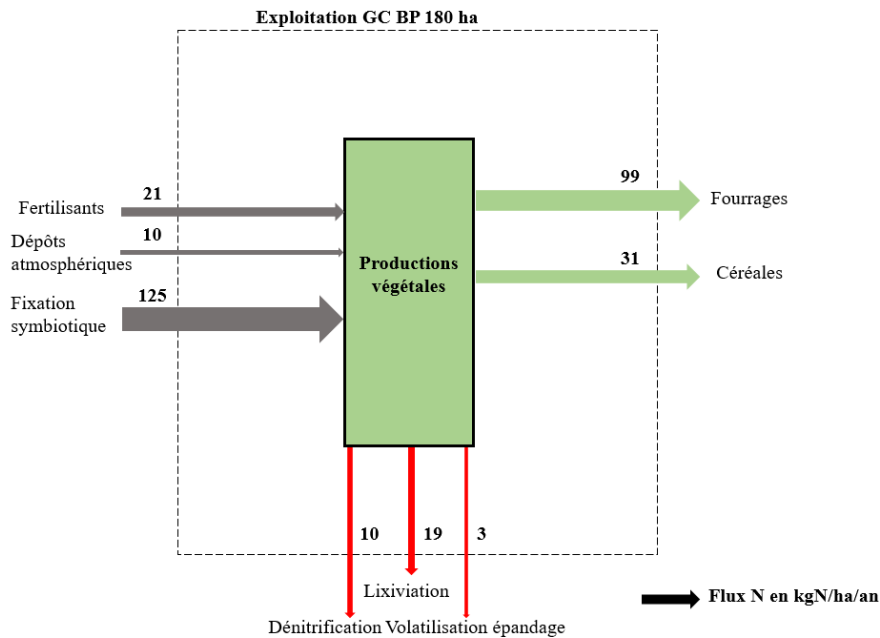 Exploitation GC BP 180 ha
21
Fertilisants
10
Dépôts
atmosphériques
125
Fixation
symbiotique
Productions
végétales
99
Fourrages
31
Céréales
10
19
3
Lixiviation
Dénitrification Volatilisation épandage
Flux N en kgN/ha/an